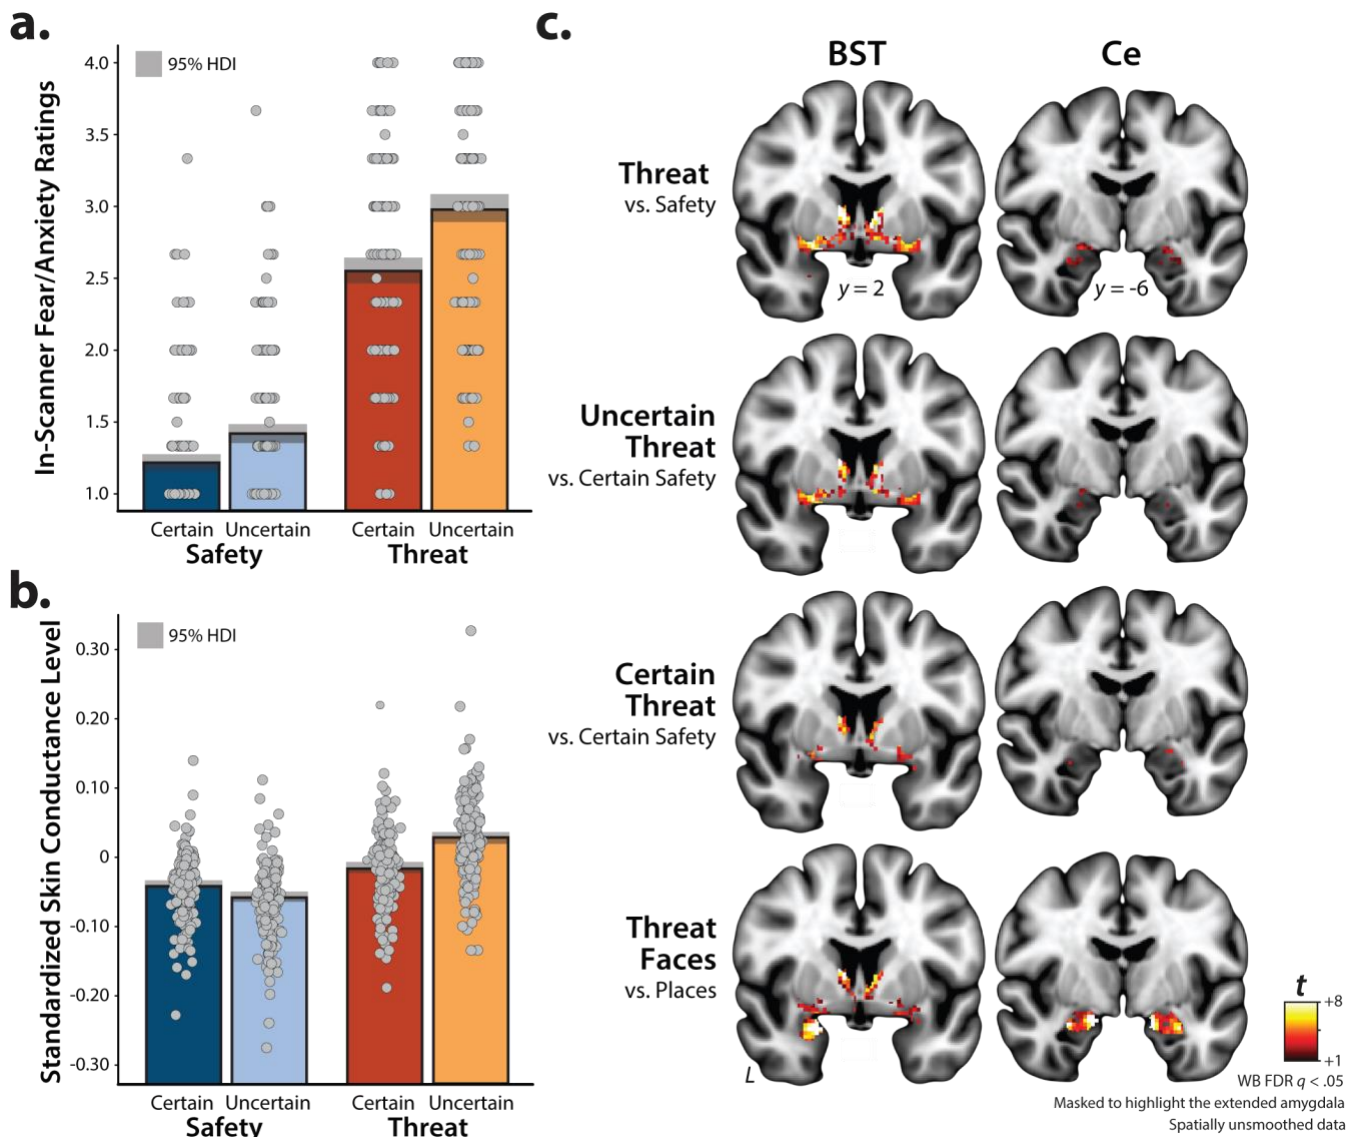 a.
In-Scanner Fear/Anxiety Ratings
95% HDI
4.0
3.5
3.0
2.5
2.0
1.5
1.0
Certain Uncertain Certain Uncertain
Safety Threat
b.
Standardized Skin Conductance Level
95% HDI
0.30
0.20
0.10
0
-0.10
-0.20
-0.30
Certain Uncertain Certain Uncertain
Safety Threat
c.
BST Ce
Threat
vs. Safety
y = 2 y = -6
Uncertain
Threat
vs. Certain Safety
Certain
Threat
vs. Certain Safety
Threat
Faces
vs. Places
L
t
+8
+1
WB FDR q < .05
Masked to highlight the extended amygdala
Spatially unsmoothed data